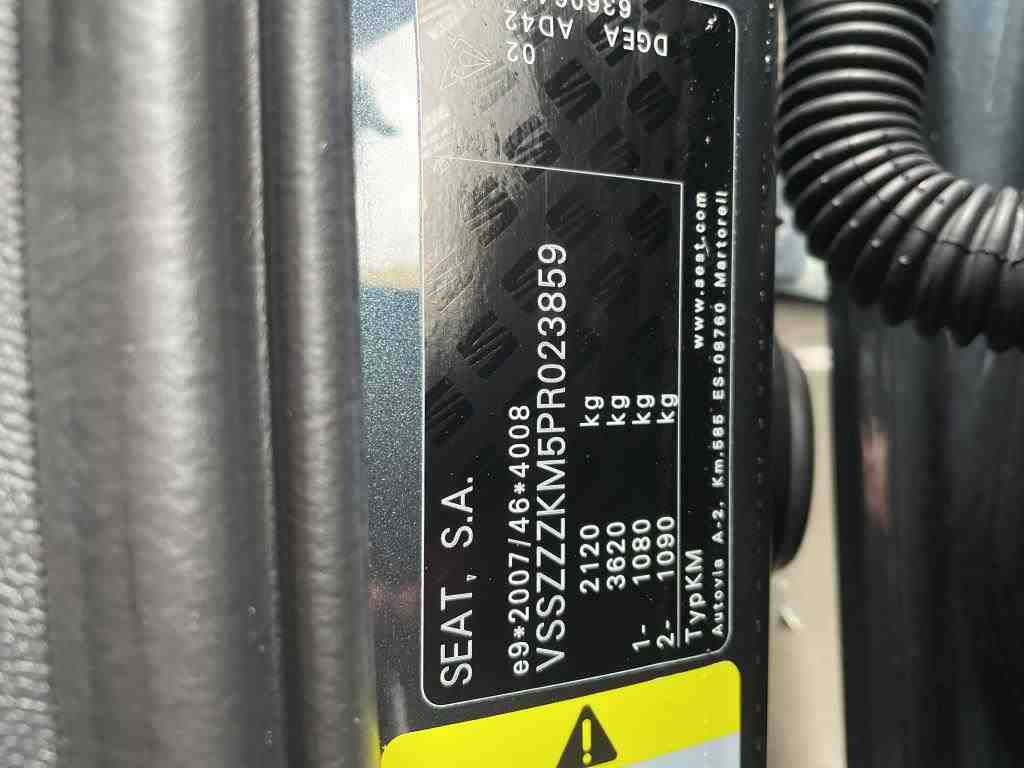 SEAT, S.A.
e9*2007/46*4008
VSSZZZKM5PR023859
2120 kg
3620 kg
1- 1080 kg
2- 1090 kg
TypKM
www.seat.com
Autovia A-2, Km.585 ES-08760 Martorell
02
AD42
DGEA